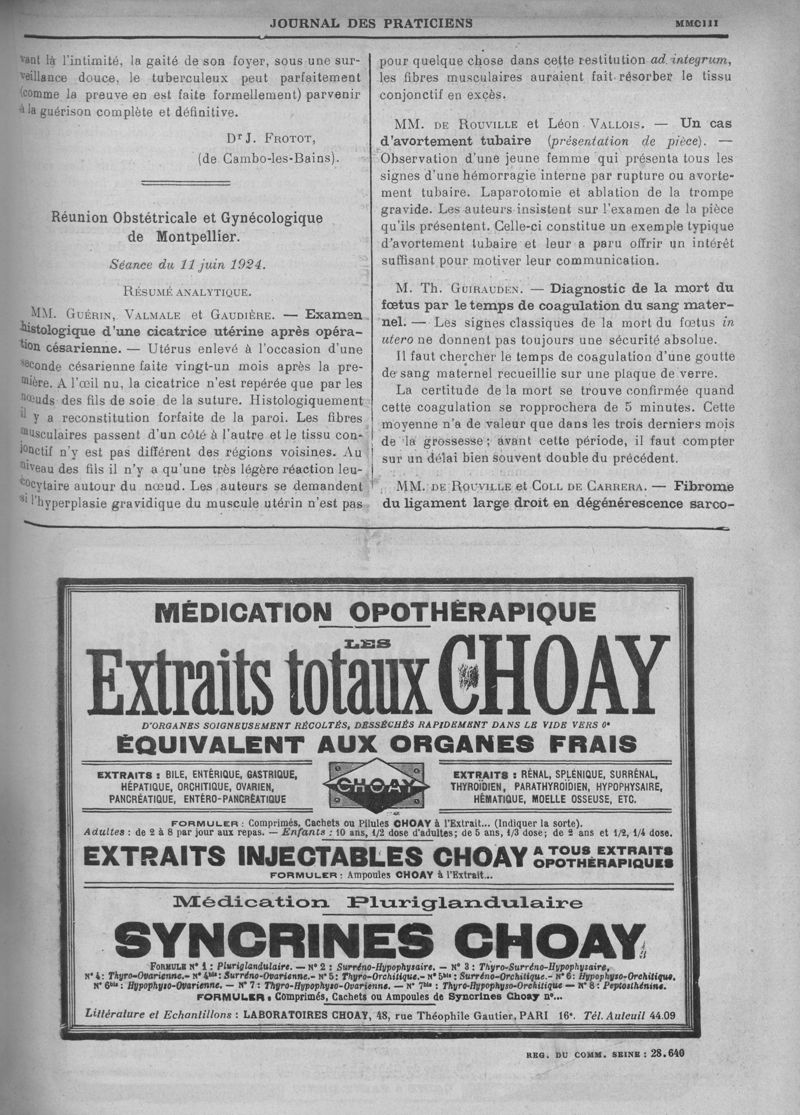 JOURNAL DES PRATICIENS
MMCIII
vant là l'intimité, la gaité de son foyer, sous une sur-
veillance douce, le tuberculeux peut parfaitement
(comme la preuve en est faite formellement) parvenir
à la guérison complète et définitive.
Dr J. FROTOT,
(de Cambo-les-Bains).
Réunion Obstétricale et Gynécologique
de Montpellier.
Séance du 11 juin 1924.
RÉSUMÉ ANALYTIQUE.
MM. GUÉRIN, VALMALE et GAUDIÈRE. — Examen
histologique d'une cicatrice utérine après opéra-
tion césarienne. — Utérus enlevé à l'occasion d'une
seconde césarienne faite vingt-un mois après la pre-
mière. A l'œil nu, la cicatrice n'est repérée que par les
nœuds des fils de soie de la suture. Histologiquement
il y a reconstitution forfaite de la paroi. Les fibres
musculaires passent d'un côté à l'autre et le tissu con-
jonctif n'y est pas différent des régions voisines. Au
niveau des fils il n'y a qu'une très légère réaction leu-
cocytaire autour du nœud. Les auteurs se demandent
si l'hyperplasie gravidique du muscule utérin n'est pas
pour quelque chose dans cette restitution ad integrum,
les fibres musculaires auraient fait résorber le tissu
conjonctif en excès.
MM. DE ROUVILLE et Léon VALLOIS. — Un cas
d'avortement tubaire (présentation de pièce). —
Observation d'une jeune femme qui présenta tous les
signes d'une hémorragie interne par rupture ou avorte-
ment tubaire. Laparotomie et ablation de la trompe
gravide. Les auteurs insistent sur l'examen de la pièce
qu'ils présentent. Celle-ci constitue un exemple typique
d'avortement tubaire et leur a paru offrir un intérêt
suffisant pour motiver leur communication.
M. Th. GUIRAUDEN. — Diagnostic de la mort du
fœtus par le temps de coagulation du sang mater-
nel. — Les signes classiques de la mort du fœtus in
utero ne donnent pas toujours une sécurité absolue.
Il faut chercher le temps de coagulation d'une goutte
de sang maternel recueillie sur une plaque de verre.
La certitude de la mort se trouve confirmée quand
cette coagulation se ropprochera de 5 minutes. Cette
moyenne n'a de valeur que dans les trois derniers mois
de la grossesse ; avant cette période, il faut compter
sur un délai bien souvent double du précédent.
MM. DE ROUVILLE et COLL DE CARRERA. — Fibrome
du ligament large droit en dégénérescence sarco-
MÉDICATION OPOTHÉRAPIQUE
LES
Extraits totaux CHOAY
D'ORGANES SOIGNEUSEMENT RÉCOLTÉS, DESSÉCHÉS RAPIDEMENT DANS LE VIDE VERS 0°
ÉQUIVALENT AUX ORGANES FRAIS
EXTRAITS : BILE, ENTÉRIQUE, GASTRIQUE,
HÉPATIQUE, ORCHITIQUE, OVARIEN,
PANCRÉATIQUE, ENTÉRO-PANCRÉATIQUE
CHOAY
EXTRAITS : RÉNAL, SPLÉNIQUE, SURRÉNAL,
THYROÏDIEN, PARATHYROÏDIEN, HYPOPHYSAIRE,
HÉMATIQUE, MOELLE OSSEUSE, ETC.
FORMULER : Comprimés, Cachets ou Pilules CHOAY à l'Extrait... (Indiquer la sorte).
Adultes : de 2 à 8 par jour aux repas. — Enfants : 10 ans, 1/2 dose d'adultes; de 5 ans, 1/3 dose; de 2 ans et 1/2, 1/4 dose.
EXTRAITS INJECTABLES CHOAY A TOUS EXTRAITS OPOTHÉRAPIQUES
FORMULER : Ampoules CHOAY à l'Extrait...
Médication Pluriglandulaire
SYNCRINES CHOAY
FORMULE N° 1 : Pluriglandulaire. — N° 2 : Surréno-Hypophysaire. — N° 3 : Thyro-Surréno-Hypophysaire.
N° 4 : Thyro-Ovarienne.- N° 4bis : Surréno-Ovarienne.- N° 5 : Thyro-Orchitique.- N° 5bis : Surréno-Orchitique.- N° 6 : Hypophyso-Orchitique.
N° 6bis : Hypophyso-Ovarienne. — N° 7 : Thyro-Hypophyso-Ovarienne. — N° 7bis : Thyro-Hypophyso-Orchitique — N° 8 : Peptosthénine.
FORMULER : Comprimés, Cachets ou Ampoules de Syncrines Choay n°...
Littérature et Echantillons : LABORATOIRES CHOAY, 48, rue Théophile Gautier, PARI 16e. Tél. Auteuil 44.09
REG. DU COMM. SEINE : 28.640